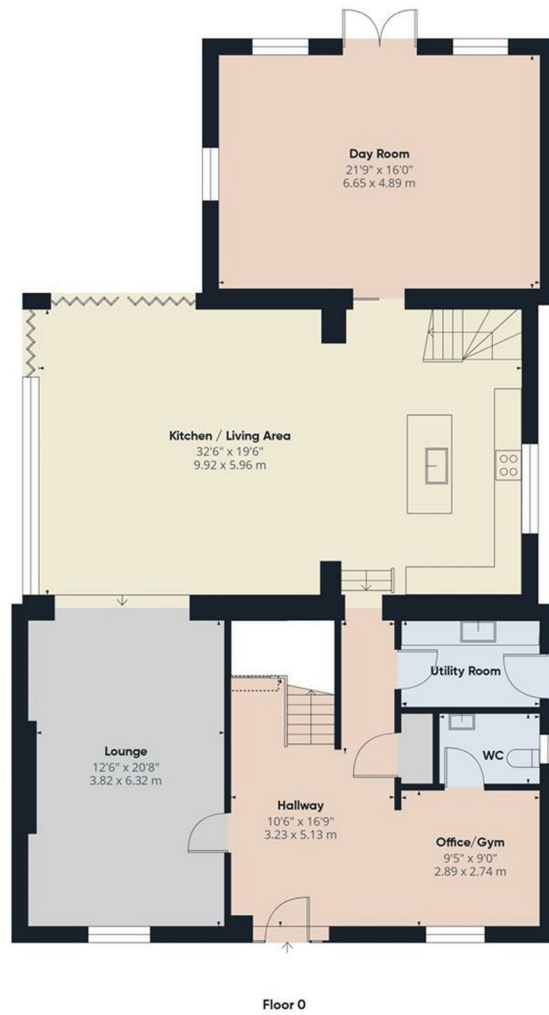 Day Room
21'9" x 16'0"
6.65 x 4.89 m
Kitchen / Living Area
32'6" x 19'6"
9.92 x 5.96 m
Utility Room
Lounge
12'6" x 20'8"
3.82 x 6.32 m
WC
Hallway
10'6" x 16'9"
3.23 x 5.13 m
Office/Gym
9'5" x 9'0"
2.89 x 2.74 m
Floor 0